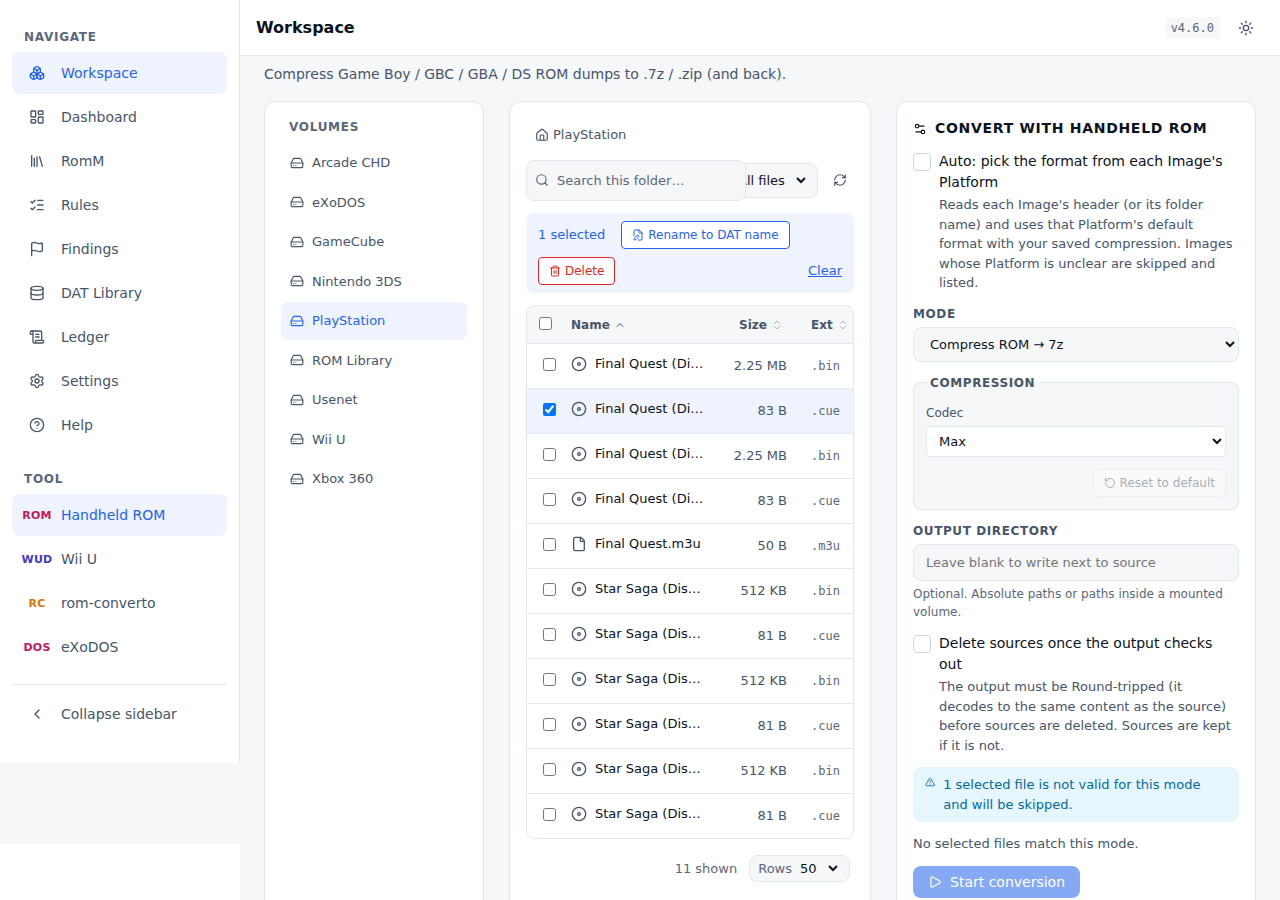 NAVIGATE
Workspace
Dashboard
RomM
Rules
Findings
DAT Library
Ledger
Settings
Help
TOOL
ROM Handheld ROM
WUD Wii U
RC rom-converto
DOS eXoDOS
Collapse sidebar
Workspace
v4.6.0
Compress Game Boy / GBC / GBA / DS ROM dumps to .7z / .zip (and back).
VOLUMES
Arcade CHD
eXoDOS
GameCube
Nintendo 3DS
PlayStation
ROM Library
Usenet
Wii U
Xbox 360
PlayStation
Search this folder… ll files
1 selected Rename to DAT name
Delete Clear
Name Size Ext
Final Quest (Di… 2.25 MB .bin
Final Quest (Di… 83 B .cue
Final Quest (Di… 2.25 MB .bin
Final Quest (Di… 83 B .cue
Final Quest.m3u 50 B .m3u
Star Saga (Dis… 512 KB .bin
Star Saga (Dis… 81 B .cue
Star Saga (Dis… 512 KB .bin
Star Saga (Dis… 81 B .cue
Star Saga (Dis… 512 KB .bin
Star Saga (Dis… 81 B .cue
11 shown Rows 50
CONVERT WITH HANDHELD ROM
Auto: pick the format from each Image's
Platform
Reads each Image's header (or its folder
name) and uses that Platform's default
format with your saved compression. Images
whose Platform is unclear are skipped and
listed.
MODE
Compress ROM → 7z
COMPRESSION
Codec
Max
Reset to default
OUTPUT DIRECTORY
Leave blank to write next to source
Optional. Absolute paths or paths inside a mounted
volume.
Delete sources once the output checks
out
The output must be Round-tripped (it
decodes to the same content as the source)
before sources are deleted. Sources are kept
if it is not.
1 selected file is not valid for this mode
and will be skipped.
No selected files match this mode.
Start conversion